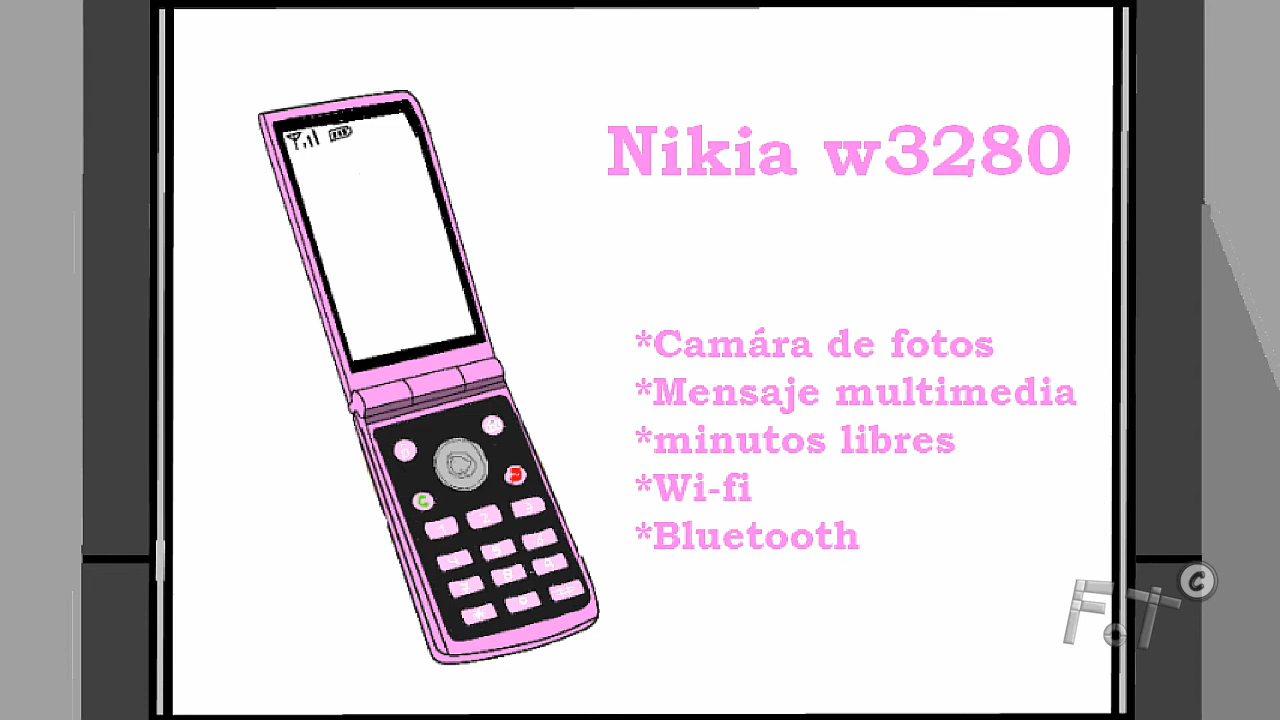 Nikia w3280
*Camára de fotos
*Mensaje multimedia
*minutos libres
*Wi-fi
*Bluetooth
F.T ©